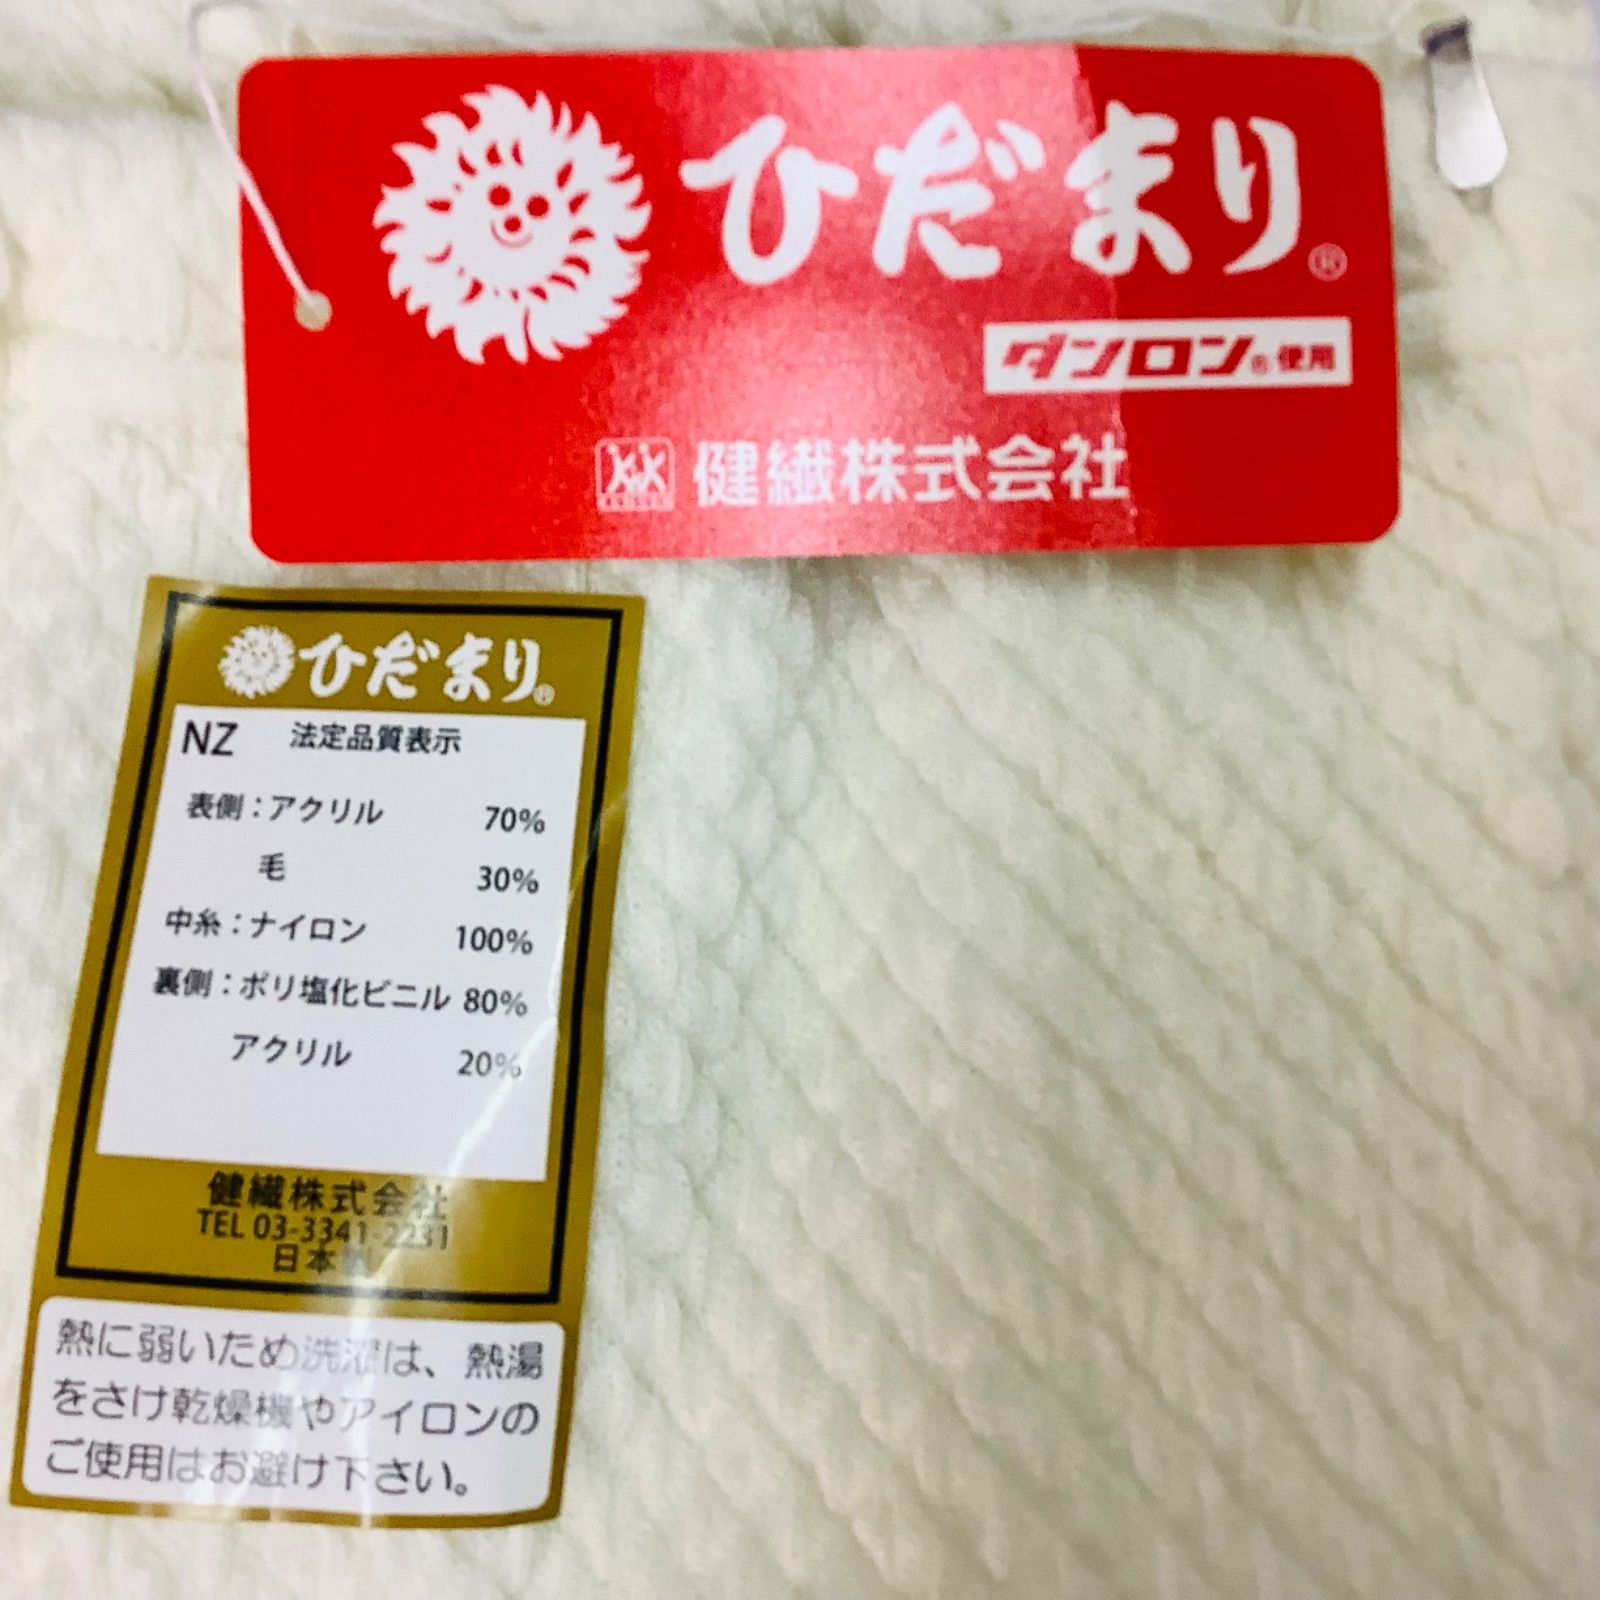 ひだまり®
ダンロン®使用
健繊株式会社
ひだまり®
NZ 法定品質表示
表側：アクリル 70%
毛 30%
中糸：ナイロン 100%
裏側：ポリ塩化ビニル 80%
アクリル 20%
健繊株式会社
TEL 03-3341-2231
日本製
熱に弱いため洗濯は、熱湯
をさけ乾燥機やアイロンの
ご使用はお避け下さい。